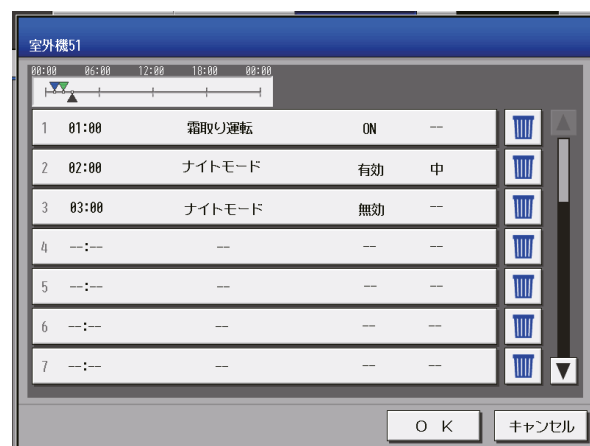 室外機51
00:00 06:00 12:00 18:00 00:00
1 01:00 霜取り運転 ON --
2 02:00 ナイトモード 有効 中
3 03:00 ナイトモード 無効 --
4 --:-- -- -- --
5 --:-- -- -- --
6 --:-- -- -- --
7 --:-- -- -- --
ＯＫ キャンセル